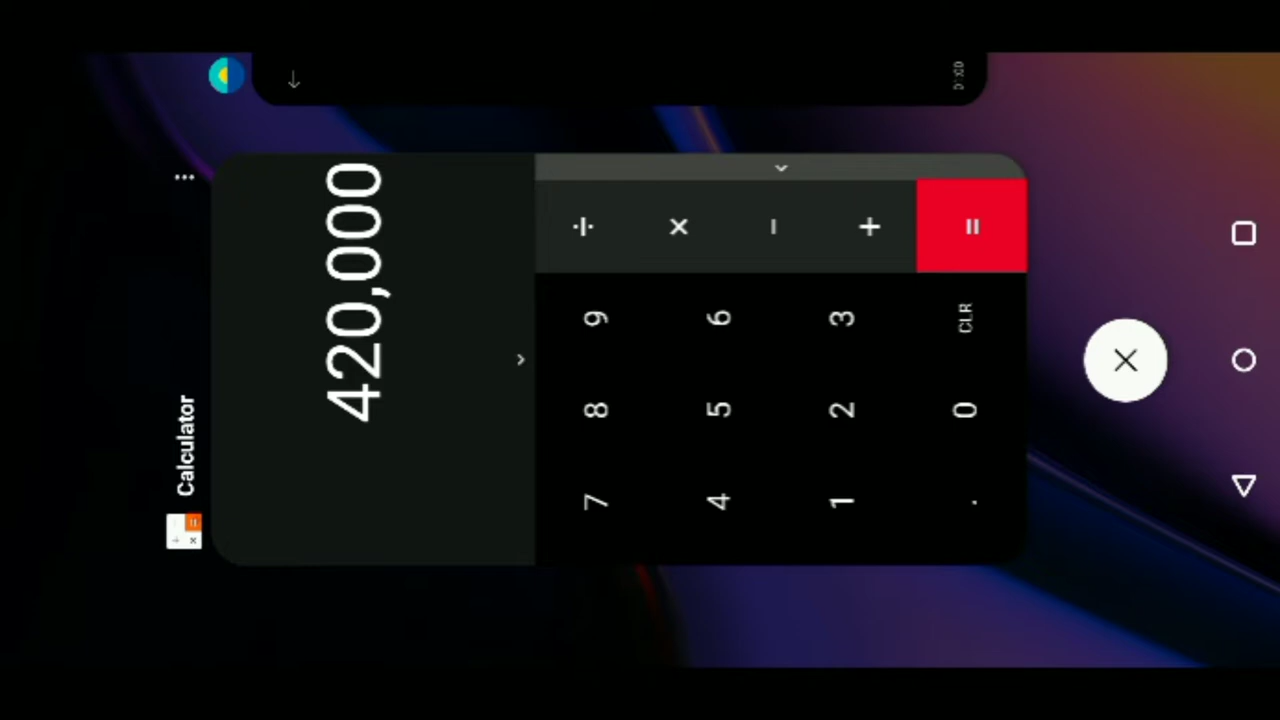 Calculator
420,000
÷ × − + =
9 6 3 CLR
8 5 2 0
7 4 1 .